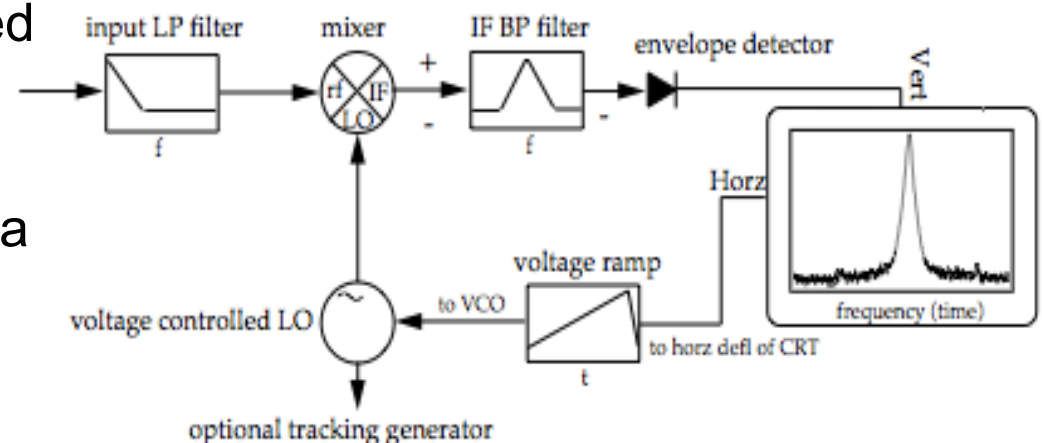 ed
input LP filter
mixer
IF BP filter
envelope detector
Vert
+
rf
IF
LO
-
-
f
f
Horz
a
voltage ramp
voltage controlled LO
~
to VCO
frequency (time)
to horz defl of CRT
t
optional tracking generator